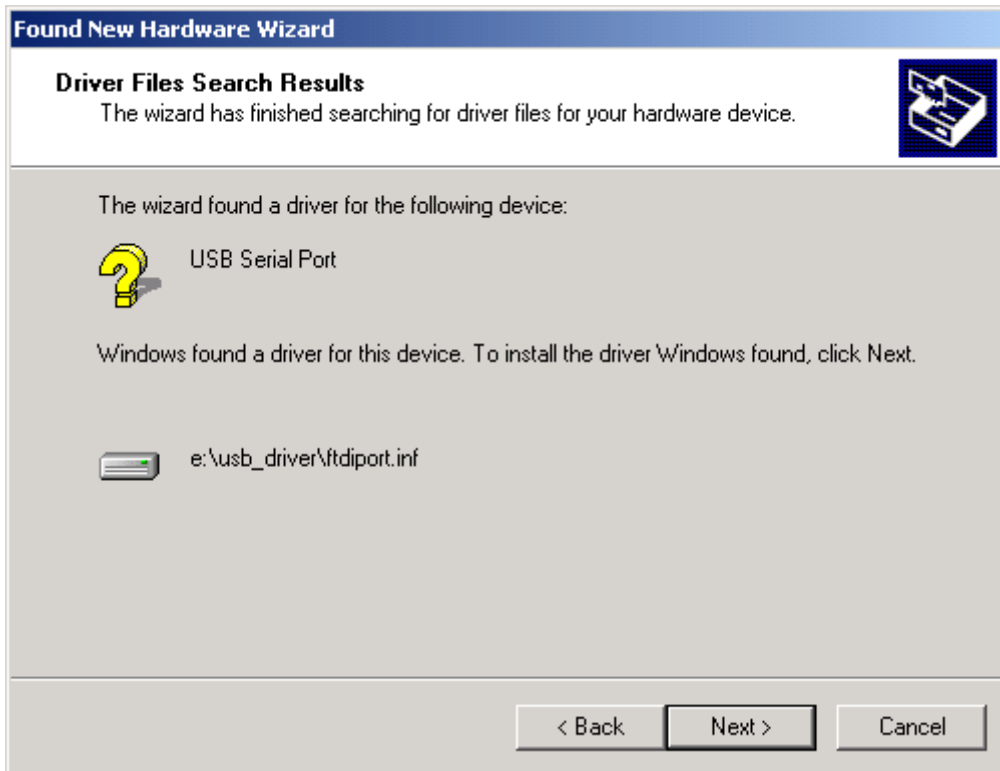 Found New Hardware Wizard
Driver Files Search Results
The wizard has finished searching for driver files for your hardware device.
The wizard found a driver for the following device:
USB Serial Port
Windows found a driver for this device. To install the driver Windows found, click Next.
e:\usb_driver\ftdiport.inf
< Back Next > Cancel